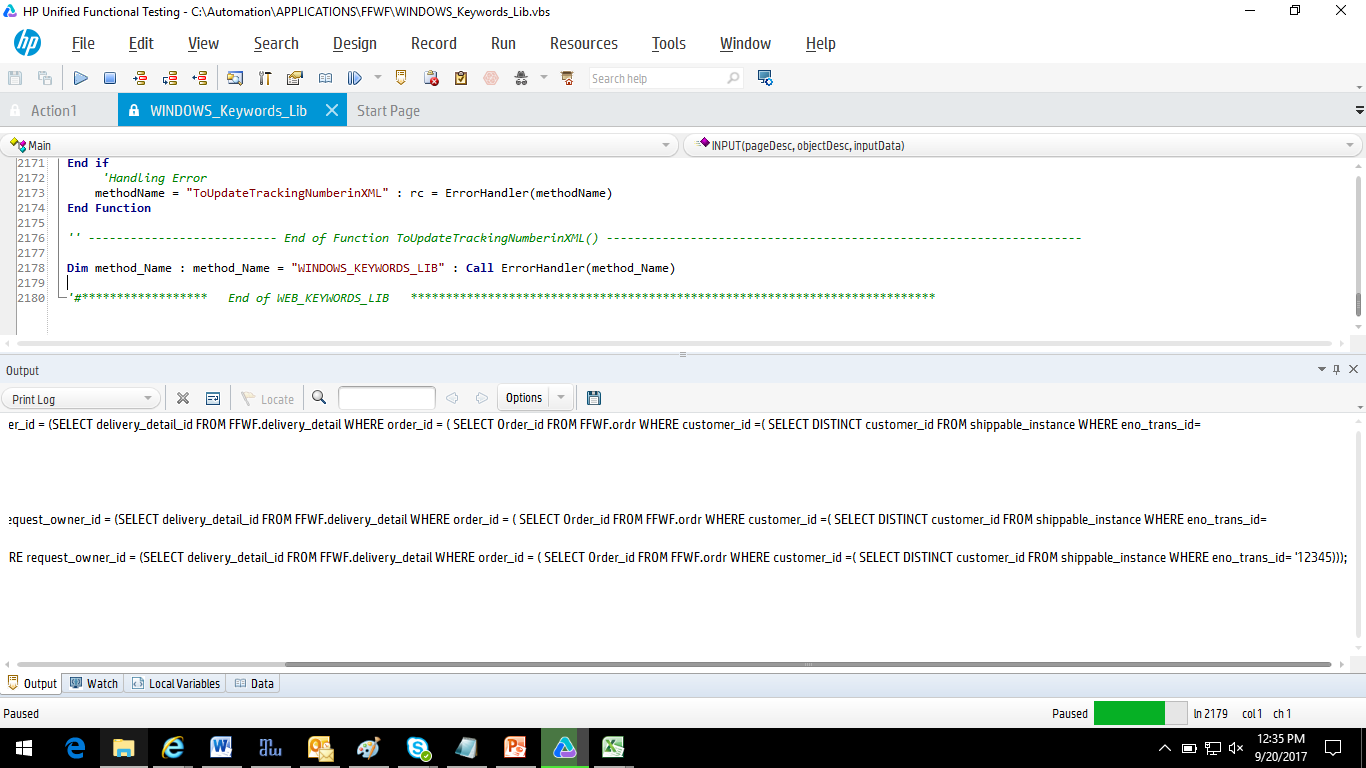 HP Unified Functional Testing - C:\Automation\APPLICATIONS\FFWF\WINDOWS_Keywords_Lib.vbs
hp File Edit View Search Design Record Run Resources Tools Window Help
Search help
Action1 WINDOWS_Keywords_Lib Start Page
Main INPUT(pageDesc, objectDesc, inputData)
2171 End if
2172 'Handling Error
2173 methodName = "ToUpdateTrackingNumberinXML" : rc = ErrorHandler(methodName)
2174 End Function
2175
2176 '' --------------------------- End of Function ToUpdateTrackingNumberinXML() --------------------------------------------------------------------
2177
2178 Dim method_Name : method_Name = "WINDOWS_KEYWORDS_LIB" : Call ErrorHandler(method_Name)
2179
2180 '#****************** End of WEB_KEYWORDS_LIB ***************************************************************************
Output
Print Log Locate Options
er_id = (SELECT delivery_detail_id FROM FFWF.delivery_detail WHERE order_id = ( SELECT Order_id FROM FFWF.ordr WHERE customer_id =( SELECT DISTINCT customer_id FROM shippable_instance WHERE eno_trans_id=
equest_owner_id = (SELECT delivery_detail_id FROM FFWF.delivery_detail WHERE order_id = ( SELECT Order_id FROM FFWF.ordr WHERE customer_id =( SELECT DISTINCT customer_id FROM shippable_instance WHERE eno_trans_id=
RE request_owner_id = (SELECT delivery_detail_id FROM FFWF.delivery_detail WHERE order_id = ( SELECT Order_id FROM FFWF.ordr WHERE customer_id =( SELECT DISTINCT customer_id FROM shippable_instance WHERE eno_trans_id= '12345)));
Output Watch Local Variables Data
Paused Paused ln 2179 col 1 ch 1
12:35 PM
9/20/2017